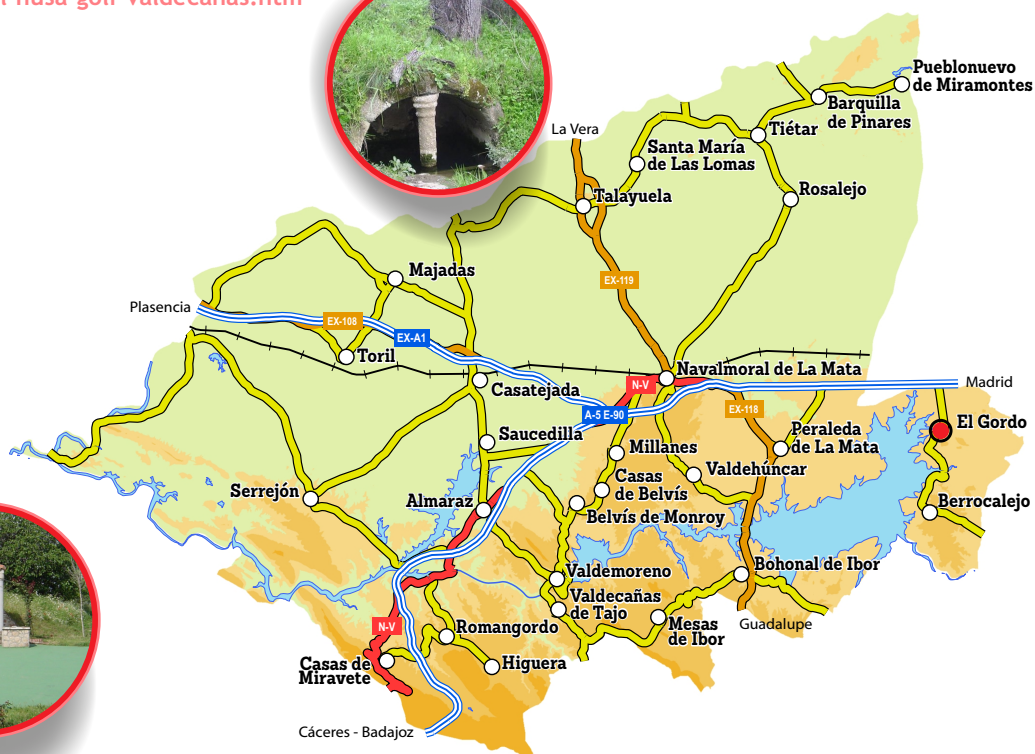 golf-valdecañas.htm
Pueblonuevo
de Miramontes
Barquilla
de Pinares
La Vera
Tiétar
Santa María
de Las Lomas
Talayuela
Rosalejo
Majadas
EX-119
Plasencia
EX-108
EX-A1
Toril
Navalmoral de La Mata
Casatejada
N-V
Madrid
A-5 E-90
EX-118
El Gordo
Saucedilla
Peraleda
de La Mata
Millanes
Valdehúncar
Serrejón
Almaraz
Casas
de Belvís
Berrocalejo
Belvís de Monroy
Valdemoreno
Bohonal de Ibor
Valdecañas
de Tajo
N-V
Romangordo
Mesas
de Ibor
Guadalupe
Casas de
Miravete
Higuera
Cáceres - Badajoz